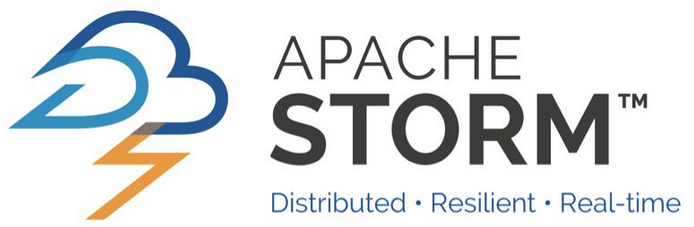 APACHE
STORM™
Distributed • Resilient • Real-time